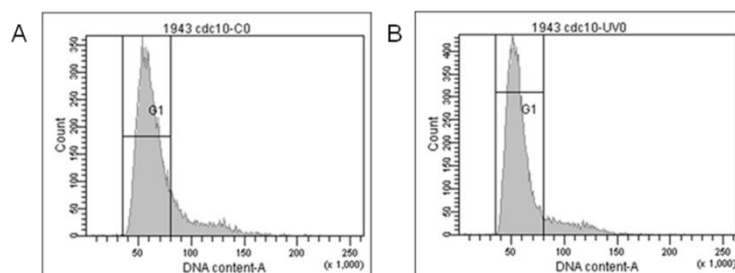 A
1943 cdc10-C0
Count
0 50 100 150 200 250 300 350
G1
50 100 150 200 250
DNA content-A
(x 1,000)
B
1943 cdc10-UV0
Count
0 50 100 150 200 250 300 350 400
G1
50 100 150 200 250
DNA content-A
(x 1,000)